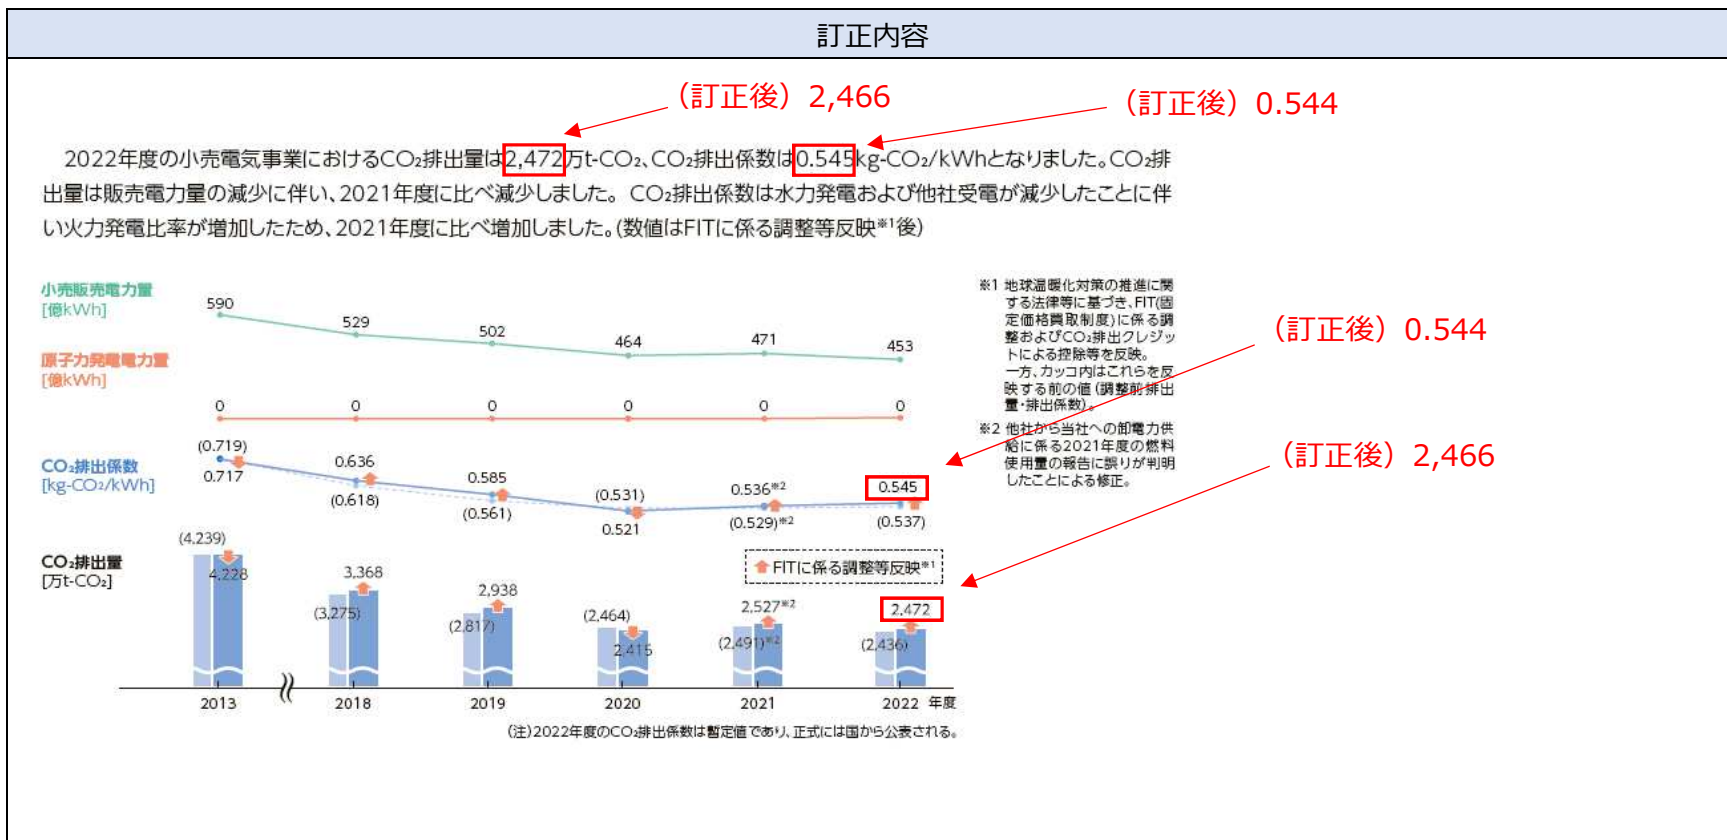 訂正内容
（訂正後）2,466
（訂正後）0.544
2022年度の小売電気事業におけるCO₂排出量は2,472万t-CO₂、CO₂排出係数は0.545kg-CO₂/kWhとなりました。CO₂排
出量は販売電力量の減少に伴い、2021年度に比べ減少しました。CO₂排出係数は水力発電および他社受電が減少したことに伴
い火力発電比率が増加したため、2021年度に比べ増加しました。(数値はFITに係る調整等反映※1後)
小売販売電力量
[億kWh]
590
529
502
464
471
453
原子力発電電力量
[億kWh]
0
0
0
0
0
0
CO₂排出係数
[kg-CO₂/kWh]
(0.719)
0.717
0.636
(0.618)
0.585
(0.561)
(0.531)
0.521
0.536※2
(0.529)※2
0.545
(0.537)
CO₂排出量
[万t-CO₂]
(4,239)
4,228
3,368
(3,275)
2,938
(2,817)
(2,464)
2,415
2,527※2
(2,491)※2
2,472
(2,436)
FITに係る調整等反映※1
2013
2018
2019
2020
2021
2022 年度
(注)2022年度のCO₂排出係数は暫定値であり、正式には国から公表される。
※1 地球温暖化対策の推進に関
する法律等に基づき、FIT(固
定価格買取制度)に係る調
整およびCO₂排出クレジッ
トによる控除等を反映。
一方、カッコ内はこれらを反
映する前の値(調整前排出
量・排出係数)。
※2 他社から当社への卸電力供
給に係る2021年度の燃料
使用量の報告に誤りが判明
したことによる修正。
（訂正後）0.544
（訂正後）2,466